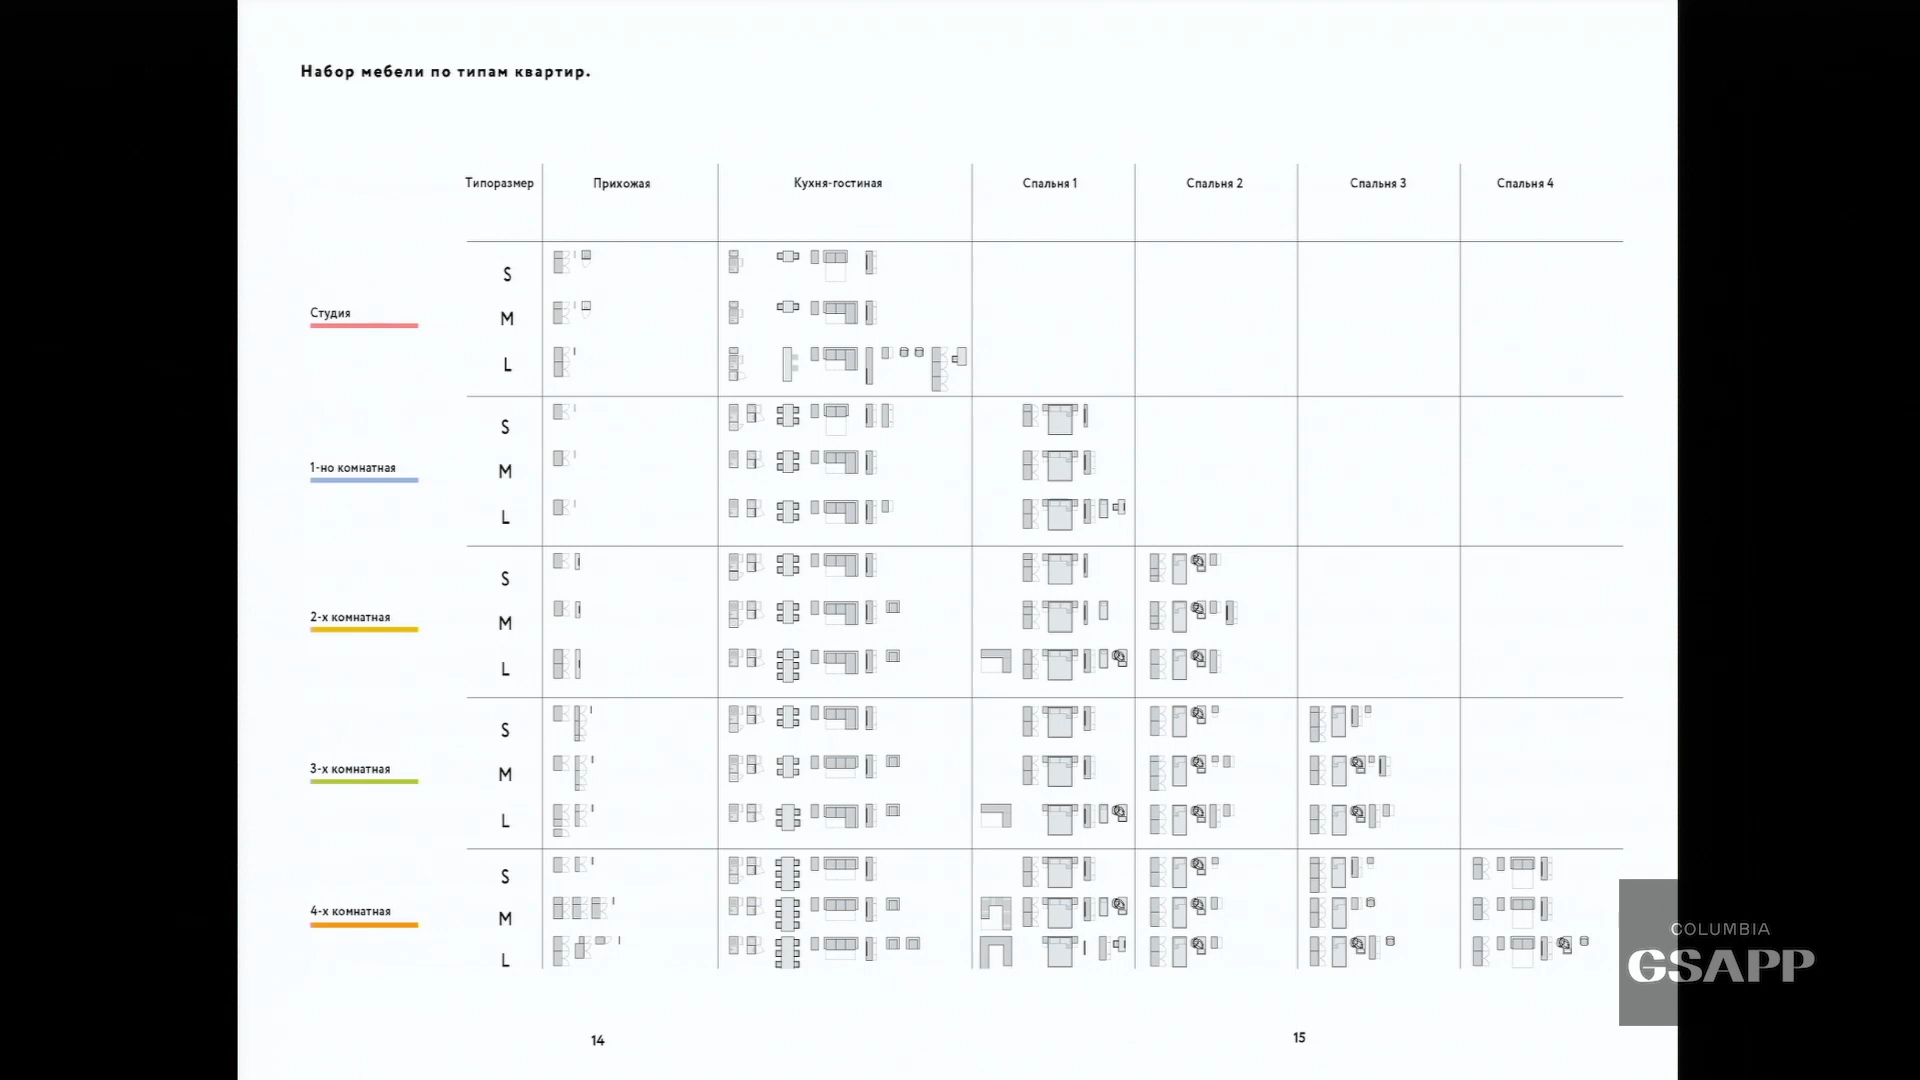 Набор мебели по типам квартир.
Типоразмер Прихожая Кухня-гостиная Спальня 1 Спальня 2 Спальня 3 Спальня 4
S
Студия
M
L
S
1-но комнатная
M
L
S
2-х комнатная
M
L
S
3-х комнатная
M
L
S
4-х комнатная
M
L
COLUMBIA
GSAPP
14
15